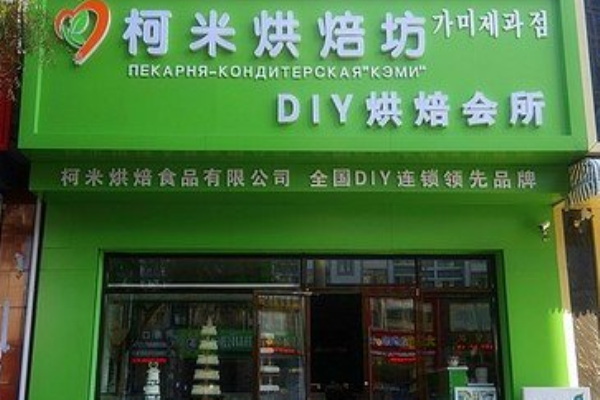 柯米烘焙坊 가미제과점
ПЕКАРНЯ-КОНДИТЕРСКАЯ"КЭМИ"
DIY烘焙会所
柯米烘焙食品有限公司 全国DIY连锁领先品牌